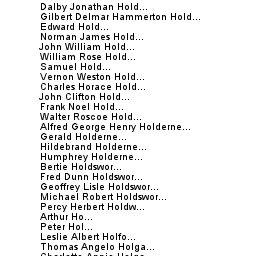 Dalby Jonathan Hold...
Gilbert Delmar Hammerton Hold...
Edward Hold...
Norman James Hold...
John William Hold...
William Rose Hold...
Samuel Hold...
Vernon Weston Hold...
Charles Horace Hold...
John Clifton Hold...
Frank Noel Hold...
Walter Roscoe Hold...
Alfred George Henry Holderne...
Gerald Holderne...
Hildebrand Holderne...
Humphrey Holderne...
Bertie Holdswor...
Fred Dunn Holdswor...
Geoffrey Lisle Holdswor...
Michael Robert Holdswor...
Percy Herbert Holdw...
Arthur Ho...
Peter Hol...
Leslie Albert Holfo...
Thomas Angelo Holga...
Charlotte Annie Holga...